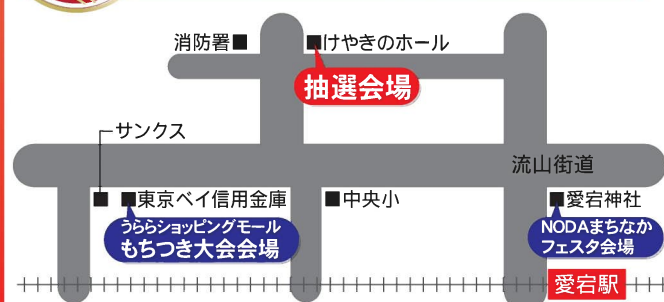 消防署■
■けやきのホール
抽選会場
サンクス
流山街道
■
■東京ベイ信用金庫
■中央小
■愛宕神社
うららショッピングモール
もちつき大会会場
NODAまちなか
フェスタ会場
愛宕駅